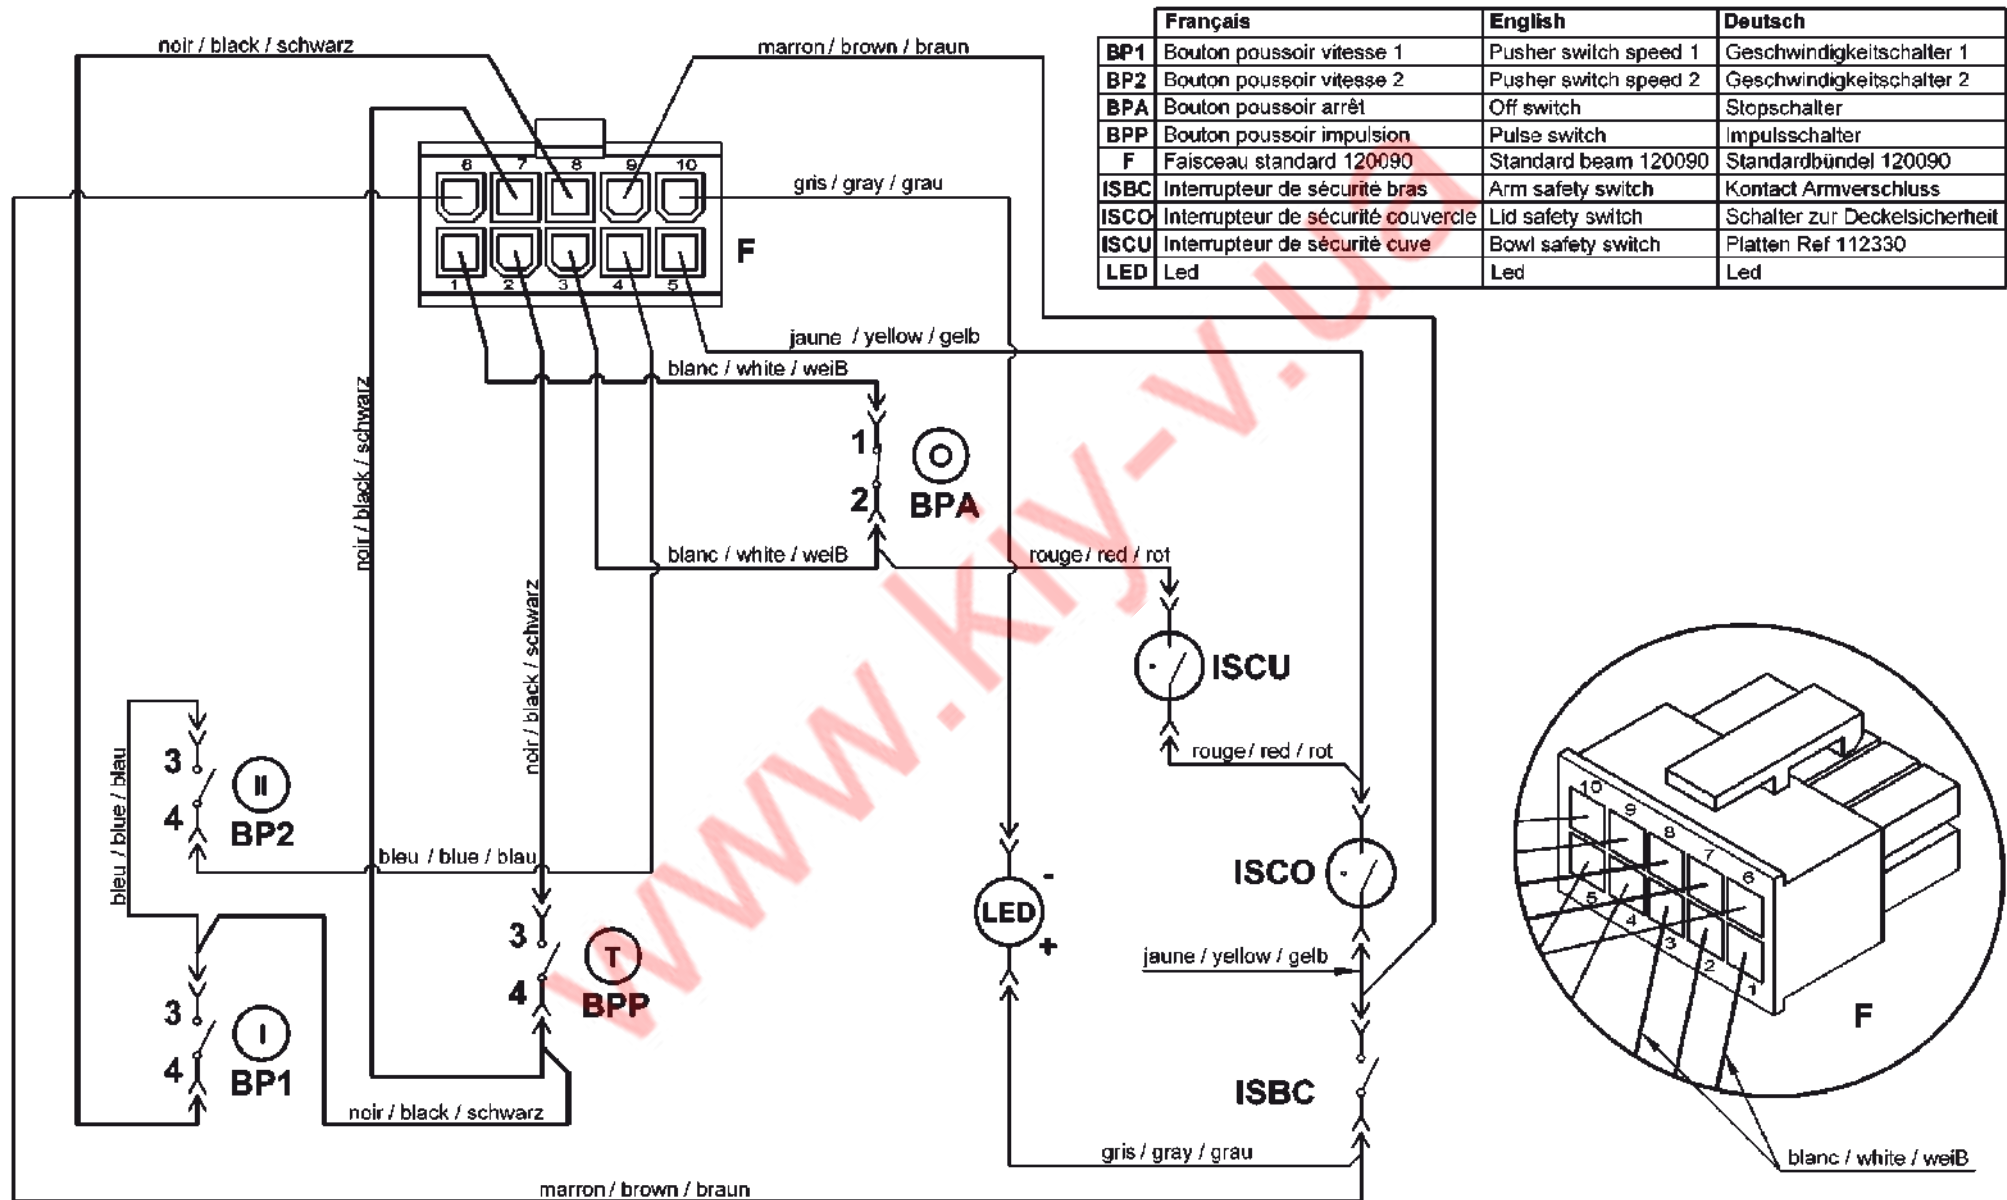 Français English Deutsch
BP1 Bouton poussoir vitesse 1 Pusher switch speed 1 Geschwindigkeitschalter 1
BP2 Bouton poussoir vitesse 2 Pusher switch speed 2 Geschwindigkeitschalter 2
BPA Bouton poussoir arrêt Off switch Stopschalter
BPP Bouton poussoir impulsion Pulse switch Impulsschalter
F Faisceau standard 120090 Standard beam 120090 Standardbündel 120090
ISBC Interrupteur de sécurité bras Arm safety switch Kontact Armverschluss
ISCO Interrupteur de sécurité couvercle Lid safety switch Schalter zur Deckelsicherheit
ISCU Interrupteur de sécurité cuve Bowl safety switch Platten Ref 112330
LED Led Led Led
noir / black / schwarz
marron / brown / braun
6 7 8 9 10
gris / gray / grau
F
1 2 3 4 5
jaune / yellow / gelb
blanc / white / weiB
noir / black / schwarz
1
O
2
BPA
blanc / white / weiB
rouge / red / rot
noir / black / schwarz
ISCU
rouge / red / rot
bleu / blue / blau
3
II
4
BP2
bleu / blue / blau
ISCO
-
LED
+
3
T
4
BPP
jaune / yellow / gelb
3
I
4
BP1
ISBC
noir / black / schwarz
gris / gray / grau
marron / brown / braun
10 9 8 7 6
5 4 3 2 1
F
blanc / white / weiB
www.kiy-v.ua